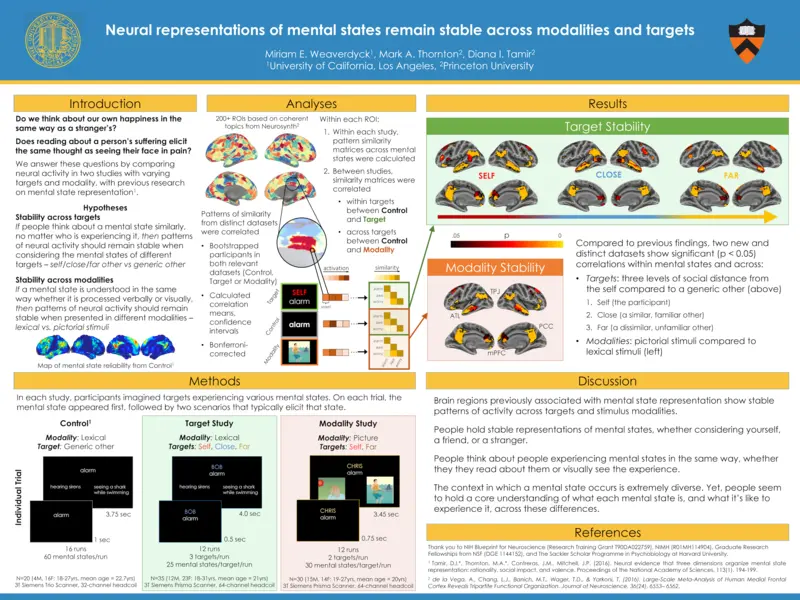 Neural representations of mental states remain stable across modalities and targets
Miriam E. Weaverdyck¹, Mark A. Thornton², Diana I. Tamir²
¹University of California, Los Angeles, ²Princeton University
Introduction
Do we think about our own happiness in the
same way as a stranger's?
Does reading about a person's suffering elicit
the same thought as seeing their face in pain?
We answer these questions by comparing
neural activity in two studies with varying
targets and modality, with previous research
on mental state representation¹.
Hypotheses
Stability across targets
If people think about a mental state similarly,
no matter who is experiencing it, then patterns
of neural activity should remain stable when
considering the mental states of different
targets – self/close/far other vs generic other
Stability across modalities
If a mental state is understood in the same
way whether it is processed verbally or visually,
then patterns of neural activity should remain
stable when presented in different modalities –
lexical vs. pictorial stimuli
Map of mental state reliability from Control¹
Analyses
200+ ROIs based on coherent
topics from Neurosynth²
Patterns of similarity
from distinct datasets
were correlated
• Bootstrapped
participants in
both relevant
datasets (Control,
Target or Modality)
• Calculated
correlation
means,
confidence
intervals
• Bonferroni-
corrected
Within each ROI:
1. Within each study,
pattern similarity
matrices across mental
states were calculated
2. Between studies,
similarity matrices were
correlated
• within targets
between Control
and Target
• across targets
between Control
and Modality
activation
similarity
Target
SELF
alarm
Control
alarm
Modality
Results
Target Stability
SELF
CLOSE
FAR
.05
p
0
Modality Stability
TPJ
ATL
PCC
mPFC
Compared to previous findings, two new and
distinct datasets show significant (p < 0.05)
correlations within mental states and across:
• Targets: three levels of social distance from
the self compared to a generic other (above)
1. Self (the participant)
2. Close (a similar, familiar other)
3. Far (a dissimilar, unfamiliar other)
• Modalities: pictorial stimuli compared to
lexical stimuli (left)
Methods
In each study, participants imagined targets experiencing various mental states. On each trial, the
mental state appeared first, followed by two scenarios that typically elicit that state.
Individual Trial
Control¹
Modality: Lexical
Target: Generic other
alarm
hearing sirens
seeing a shark
while swimming
alarm
3.75 sec
1 sec
16 runs
60 mental states/run
N=20 (4M, 16F; 18-27yrs, mean age = 22.7yrs)
3T Siemens Trio Scanner, 32-channel headcoil
Target Study
Modality: Lexical
Targets: Self, Close, Far
BOB
alarm
hearing sirens
seeing a shark
while swimming
BOB
alarm
4.0 sec
0.5 sec
12 runs
3 targets/run
25 mental states/target/run
N=35 (12M, 23F; 18-31yrs, mean age = 21yrs)
3T Siemens Prisma Scanner, 64-channel headcoil
Modality Study
Modality: Picture
Targets: Self, Far
CHRIS
alarm
CHRIS
alarm
3.45 sec
0.75 sec
12 runs
2 targets/run
30 mental states/target/run
N=30 (15M, 14F; 19-27yrs, mean age = 20yrs)
3T Siemens Prisma Scanner, 64-channel headcoil
Discussion
Brain regions previously associated with mental state representation show stable
patterns of activity across targets and stimulus modalities.
People hold stable representations of mental states, whether considering yourself,
a friend, or a stranger.
People think about people experiencing mental states in the same way, whether
they they read about them or visually see the experience.
The context in which a mental state occurs is extremely diverse. Yet, people seem
to hold a core understanding of what each mental state is, and what it's like to
experience it, across these differences.
References
Thank you to NIH Blueprint for Neuroscience (Research Training Grant T90DA022759), NIMH (R01MH114904), Graduate Research
Fellowships from NSF (DGE 1144152), and the Sackler Scholar Programme in Psychobiology at Harvard University.
¹ Tamir, D.I.*, Thornton, M.A.*, Contreras, J.M., Mitchell, J.P. (2016). Neural evidence that three dimensions organize mental state
representation: rationality, social impact, and valence. Proceedings of the National Academy of Sciences, 113(1), 194-199.
² de la Vega, A., Chang, L.J., Banich, M.T., Wager, T.D., & Yarkoni, T. (2016). Large-Scale Meta-Analysis of Human Medial Frontal
Cortex Reveals Tripartite Functional Organization. Journal of Neuroscience, 36(24), 6553– 6562.